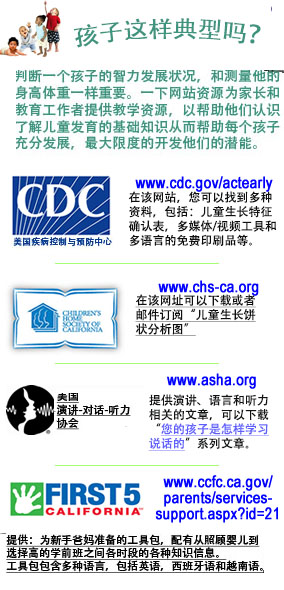 孩子这样典型吗?
判断一个孩子的智力发展状况，和测量他的
身高体重一样重要。一下网站资源为家长和
教育工作者提供教学资源，以帮助他们认识
了解儿童发育的基础知识从而帮助每个孩子
充分发展，最大限度的开发他们的潜能。
CDC
美国疾病控制与预防中心
www.cdc.gov/actearly
在该网站，您可以找到多种
资料，包括：儿童生长特征
确认表，多媒体/视频工具和
多语言的免费印刷品等。
CHILDREN'S
HOME SOCIETY
OF CALIFORNIA
www.chs-ca.org
在该网址可以下载或者
邮件订阅“儿童生长饼
状分析图”
美国
演讲-对话-听力
协会
www.asha.org
提供演讲、语言和听力
相关的文章，可以下载
“您的孩子是怎样学习
说话的”系列文章。
FIRST 5
CALIFORNIA
www.ccfc.ca.gov/
parents/services-
support.aspx?id=21
提供：为新手爸妈准备的工具包，配有从照顾婴儿到
选择高的学前班之间各时段的各种知识信息。
工具包包含多种语言，包括英语，西班牙语和越南语。